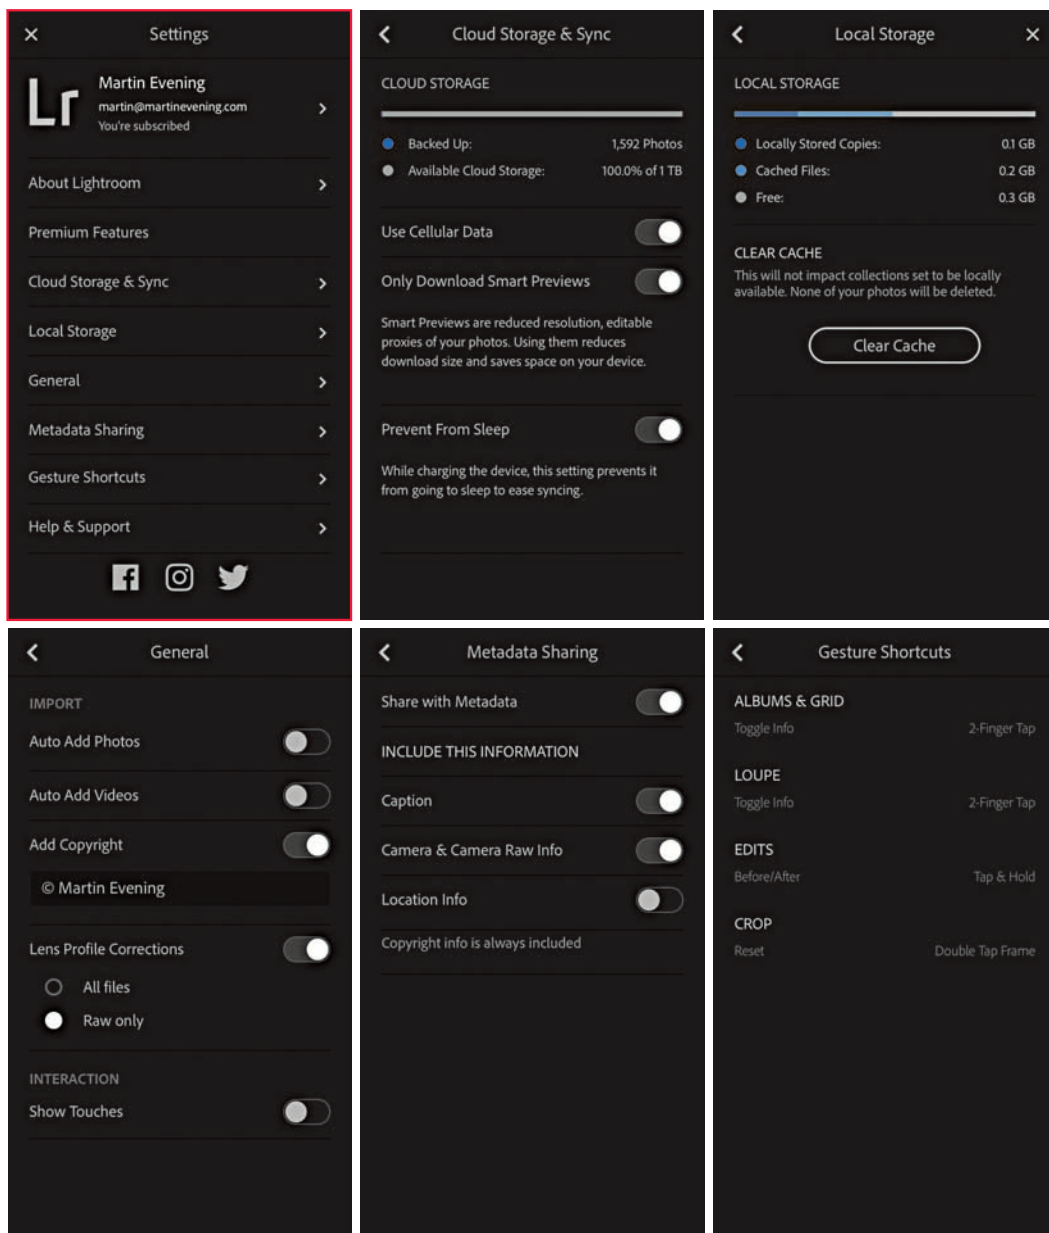 Settings
Lr
Martin Evening
martin@martinevening.com
You're subscribed
About Lightroom
Premium Features
Cloud Storage & Sync
Local Storage
General
Metadata Sharing
Gesture Shortcuts
Help & Support
Cloud Storage & Sync
CLOUD STORAGE
Backed Up: 1,592 Photos
Available Cloud Storage: 100.0% of 1 TB
Use Cellular Data
Only Download Smart Previews
Smart Previews are reduced resolution, editable
proxies of your photos. Using them reduces
download size and saves space on your device.
Prevent From Sleep
While charging the device, this setting prevents it
from going to sleep to ease syncing.
Local Storage
LOCAL STORAGE
Locally Stored Copies: 0.1 GB
Cached Files: 0.2 GB
Free: 0.3 GB
CLEAR CACHE
This will not impact collections set to be locally
available. None of your photos will be deleted.
Clear Cache
General
IMPORT
Auto Add Photos
Auto Add Videos
Add Copyright
© Martin Evening
Lens Profile Corrections
All files
Raw only
INTERACTION
Show Touches
Metadata Sharing
Share with Metadata
INCLUDE THIS INFORMATION
Caption
Camera & Camera Raw Info
Location Info
Copyright info is always included
Gesture Shortcuts
ALBUMS & GRID
Toggle Info 2-Finger Tap
LOUPE
Toggle Info 2-Finger Tap
EDITS
Before/After Tap & Hold
CROP
Reset Double Tap Frame